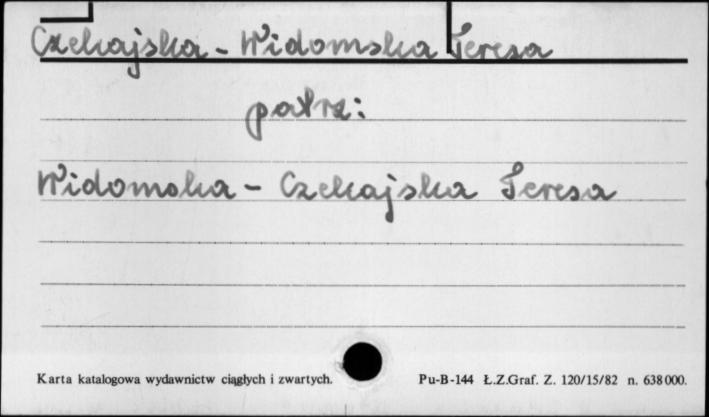 Czekajska - Widomska Teresa
patrz:
Widomska - Czekajska Teresa
Karta katalogowa wydawnictw ciągłych i zwartych. Pu-B-144 Ł.Z.Graf. Z. 120/15/82 n. 638000.